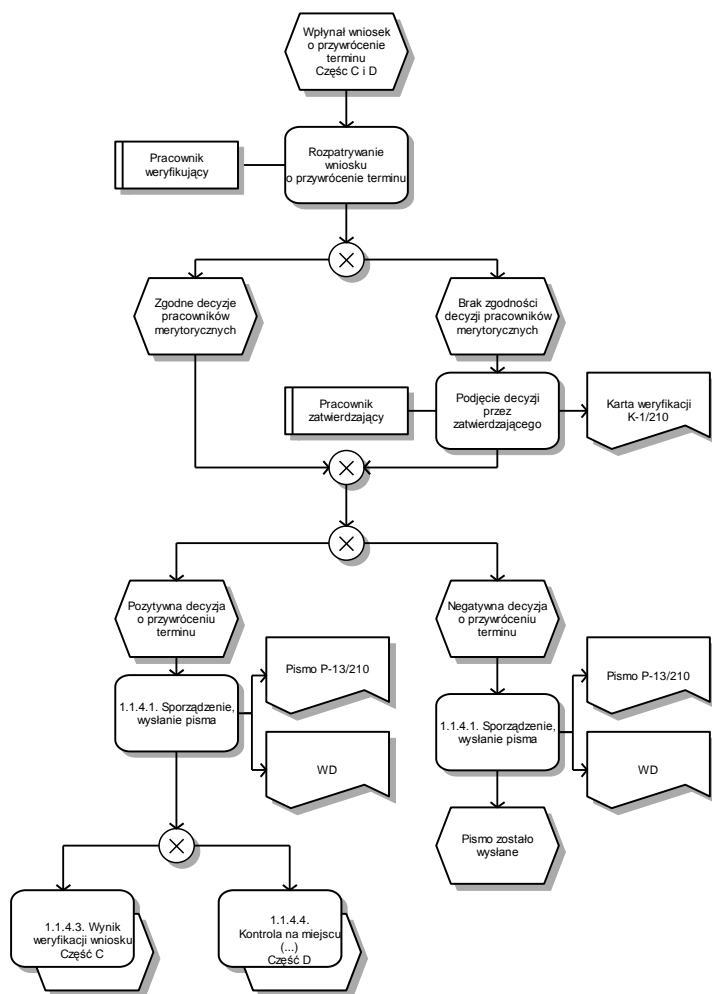 Wpłynął wniosek
o przywrócenie
terminu
Częśc C i D
Pracownik
weryfikujący
Rozpatrywanie
wniosku
o przywrócenie terminu
Zgodne decyzje
pracowników
merytorycznych
Brak zgodności
decyzji pracowników
merytorycznych
Pracownik
zatwierdzający
Podjęcie decyzji
przez
zatwierdzającego
Karta weryfikacji
K-1/210
Pozytywna decyzja
o przywróceniu
terminu
Negatywna decyzja
o przywróceniu
terminu
Pismo P-13/210
Pismo P-13/210
1.1.4.1. Sporządzenie,
wysłanie pisma
1.1.4.1. Sporządzenie,
wysłanie pisma
WD
WD
Pismo zostało
wysłane
1.1.4.3. Wynik
weryfikacji wniosku
Część C
1.1.4.4.
Kontrola na miejscu
(...)
Część D